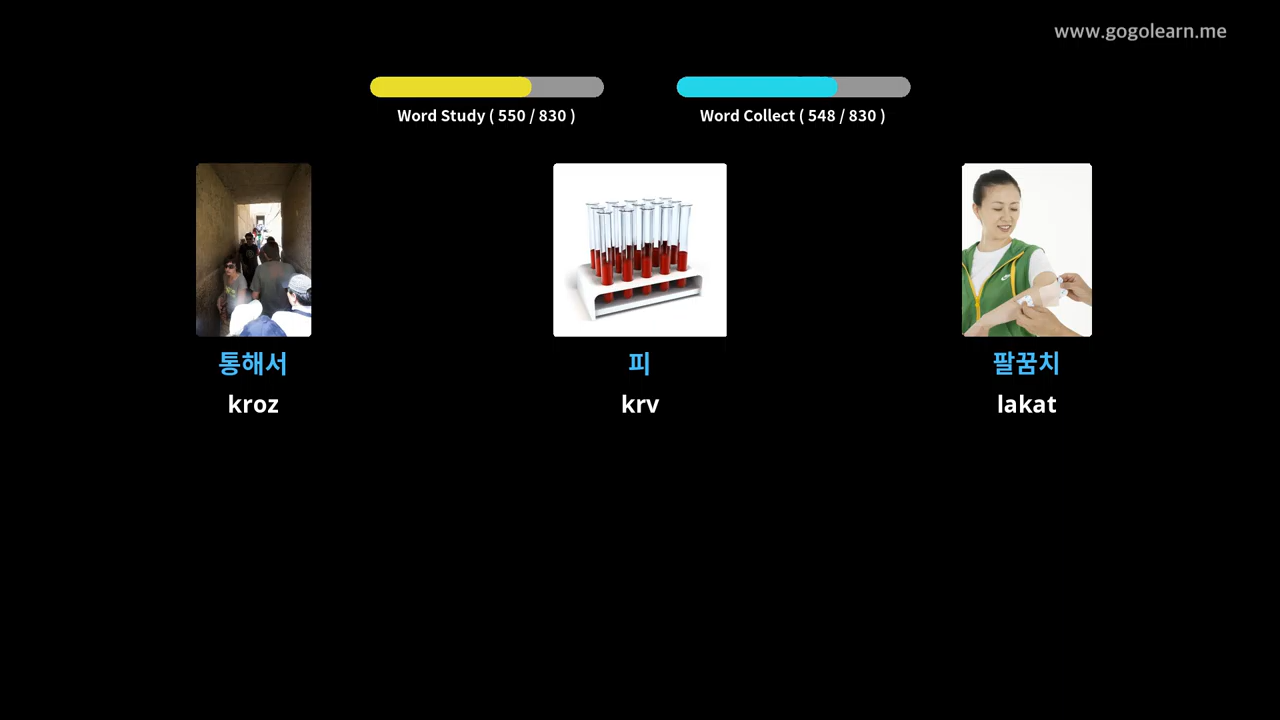 www.gogolearn.me
Word Study ( 550 / 830 )
Word Collect ( 548 / 830 )
통해서
피
팔꿈치
kroz
krv
lakat